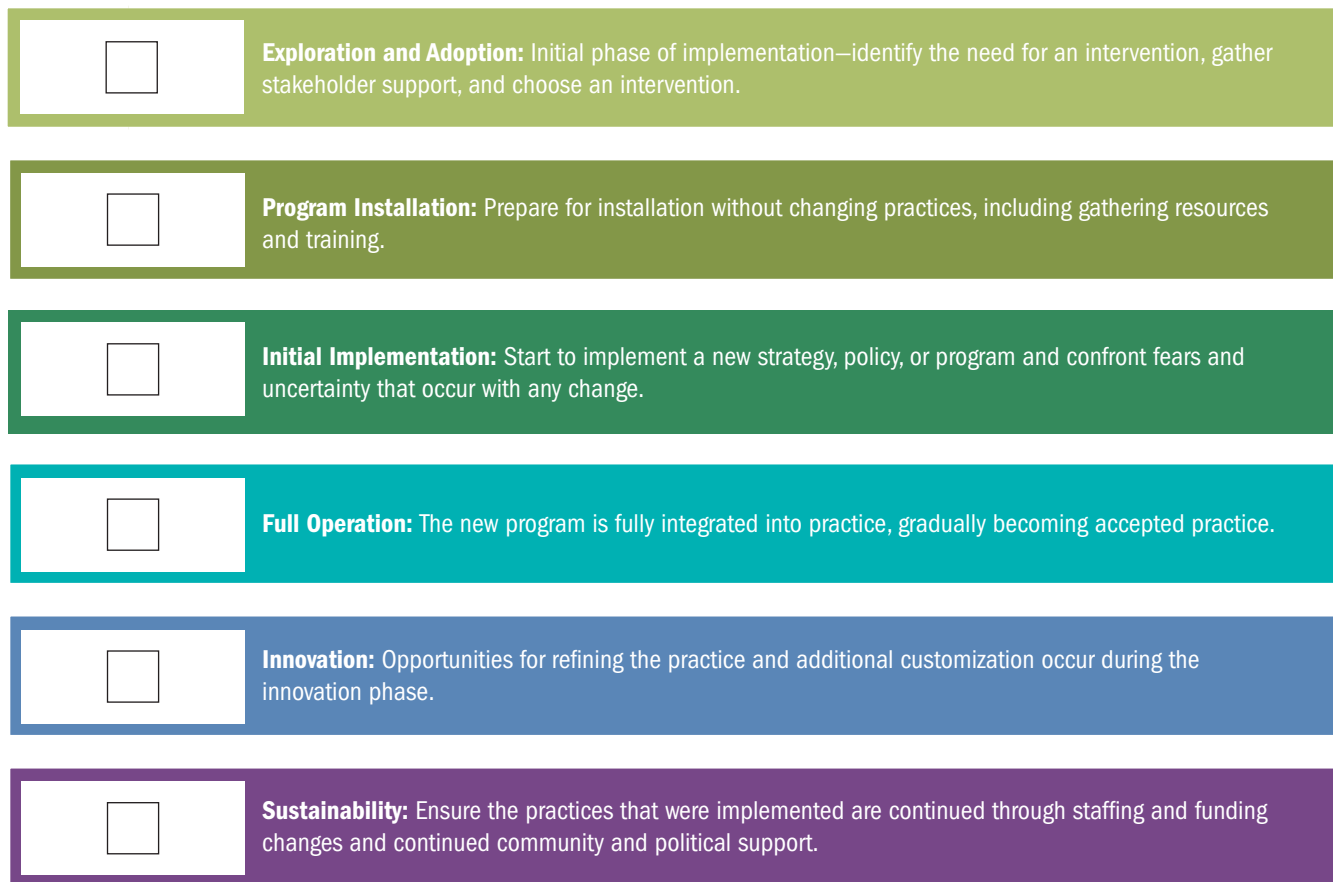 Exploration and Adoption: Initial phase of implementation—identify the need for an intervention, gather
stakeholder support, and choose an intervention.
Program Installation: Prepare for installation without changing practices, including gathering resources
and training.
Initial Implementation: Start to implement a new strategy, policy, or program and confront fears and
uncertainty that occur with any change.
Full Operation: The new program is fully integrated into practice, gradually becoming accepted practice.
Innovation: Opportunities for refining the practice and additional customization occur during the
innovation phase.
Sustainability: Ensure the practices that were implemented are continued through staffing and funding
changes and continued community and political support.